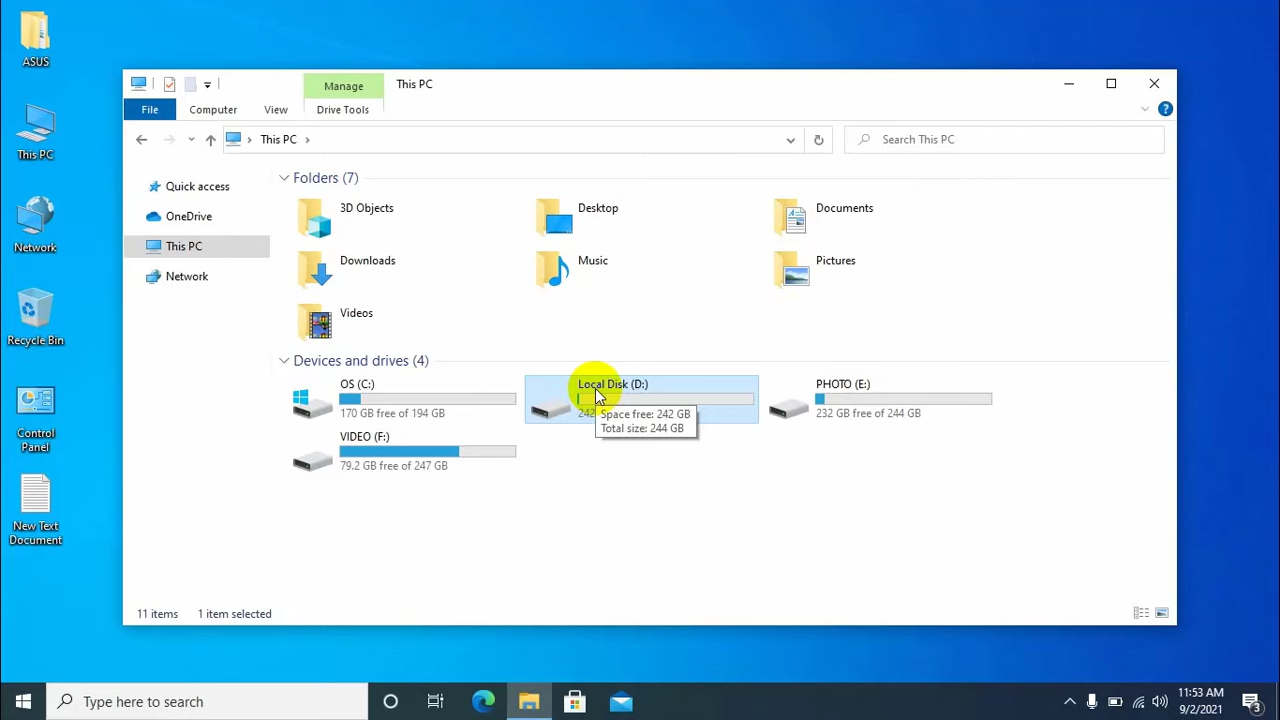 ASUS
This PC
Network
Recycle Bin
Control
Panel
New Text
Document
Manage
This PC
File
Computer
View
Drive Tools
This PC
Search This PC
Quick access
OneDrive
This PC
Network
Folders (7)
3D Objects
Desktop
Documents
Downloads
Music
Pictures
Videos
Devices and drives (4)
OS (C:)
170 GB free of 194 GB
Local Disk (D:)
242
Space free: 242 GB
Total size: 244 GB
PHOTO (E:)
232 GB free of 244 GB
VIDEO (F:)
79.2 GB free of 247 GB
11 items
1 item selected
Type here to search
11:53 AM
9/2/2021
3